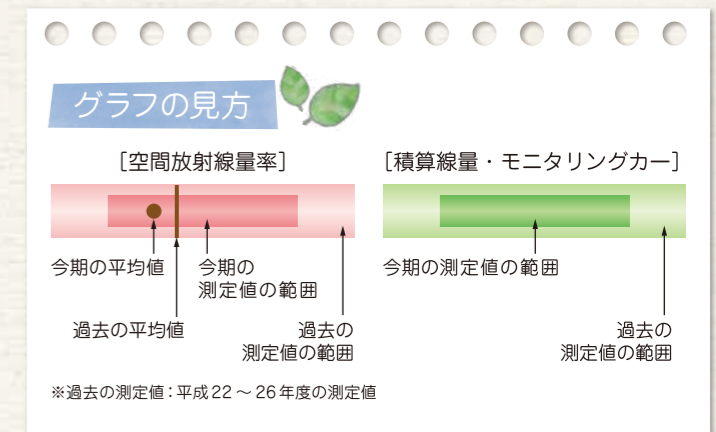 グラフの見方
［空間放射線量率］
［積算線量・モニタリングカー］
今期の平均値
今期の
測定値の範囲
過去の平均値
過去の
測定値の範囲
今期の測定値の範囲
過去の
測定値の範囲
※過去の測定値：平成22～26年度の測定値